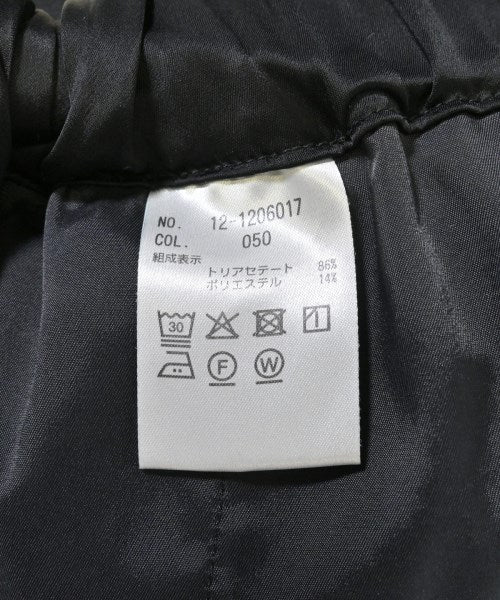 NO. 12-1206017
COL. 050
組成表示
トリアセテート 86%
ポリエステル 14%
30
F W